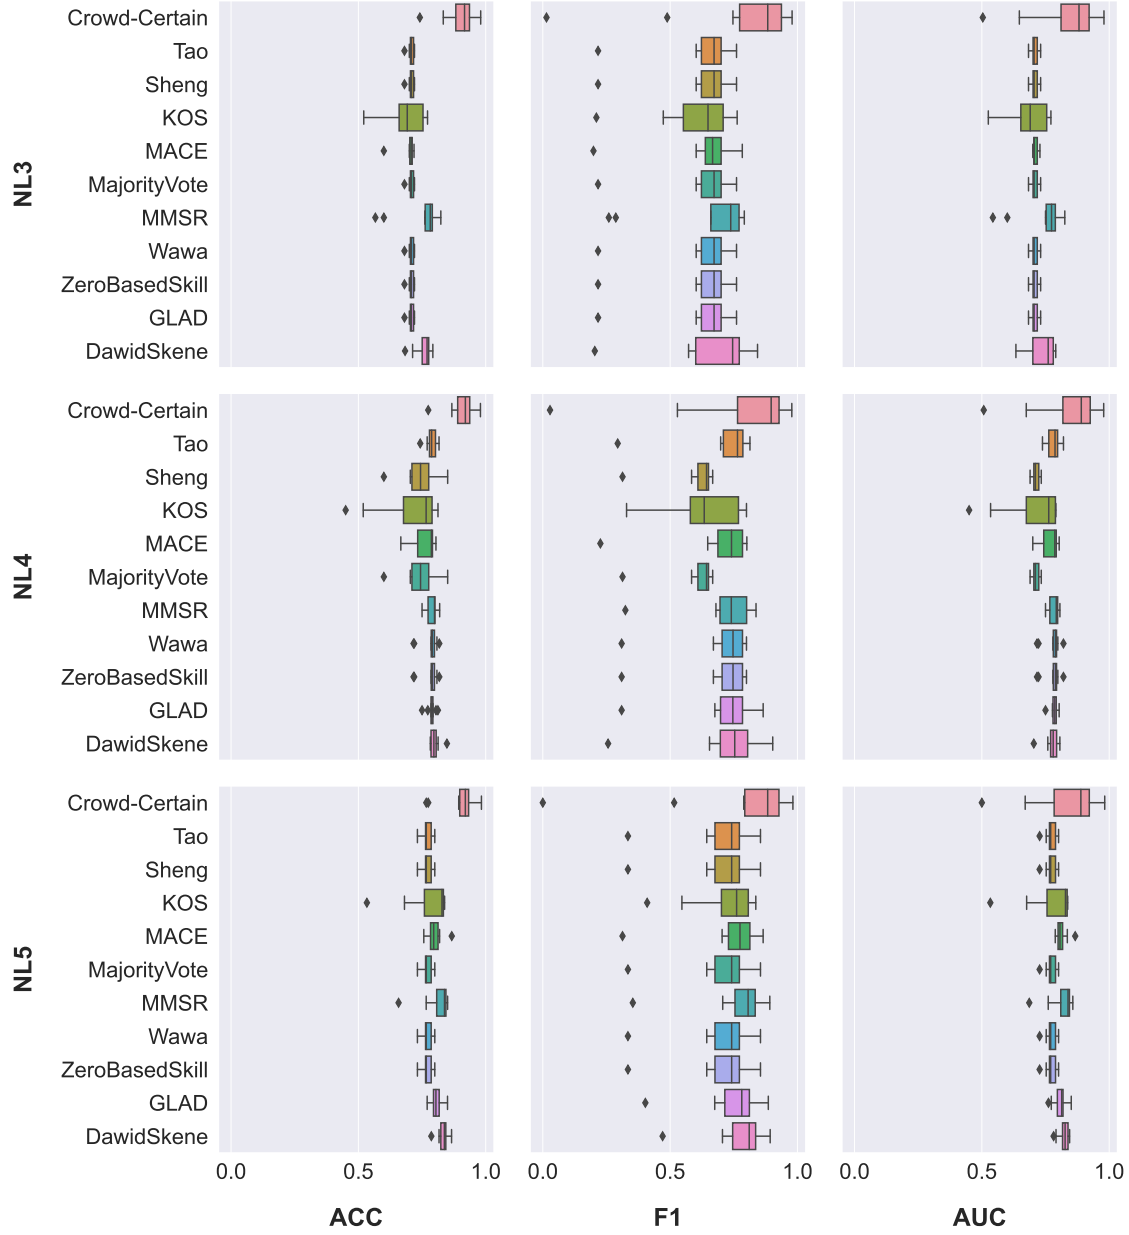 NL3
Crowd-Certain
Tao
Sheng
KOS
MACE
MajorityVote
MMSR
Wawa
ZeroBasedSkill
GLAD
DawidSkene
NL4
Crowd-Certain
Tao
Sheng
KOS
MACE
MajorityVote
MMSR
Wawa
ZeroBasedSkill
GLAD
DawidSkene
NL5
Crowd-Certain
Tao
Sheng
KOS
MACE
MajorityVote
MMSR
Wawa
ZeroBasedSkill
GLAD
DawidSkene
0.0 0.5 1.0 0.0 0.5 1.0 0.0 0.5 1.0
ACC F1 AUC